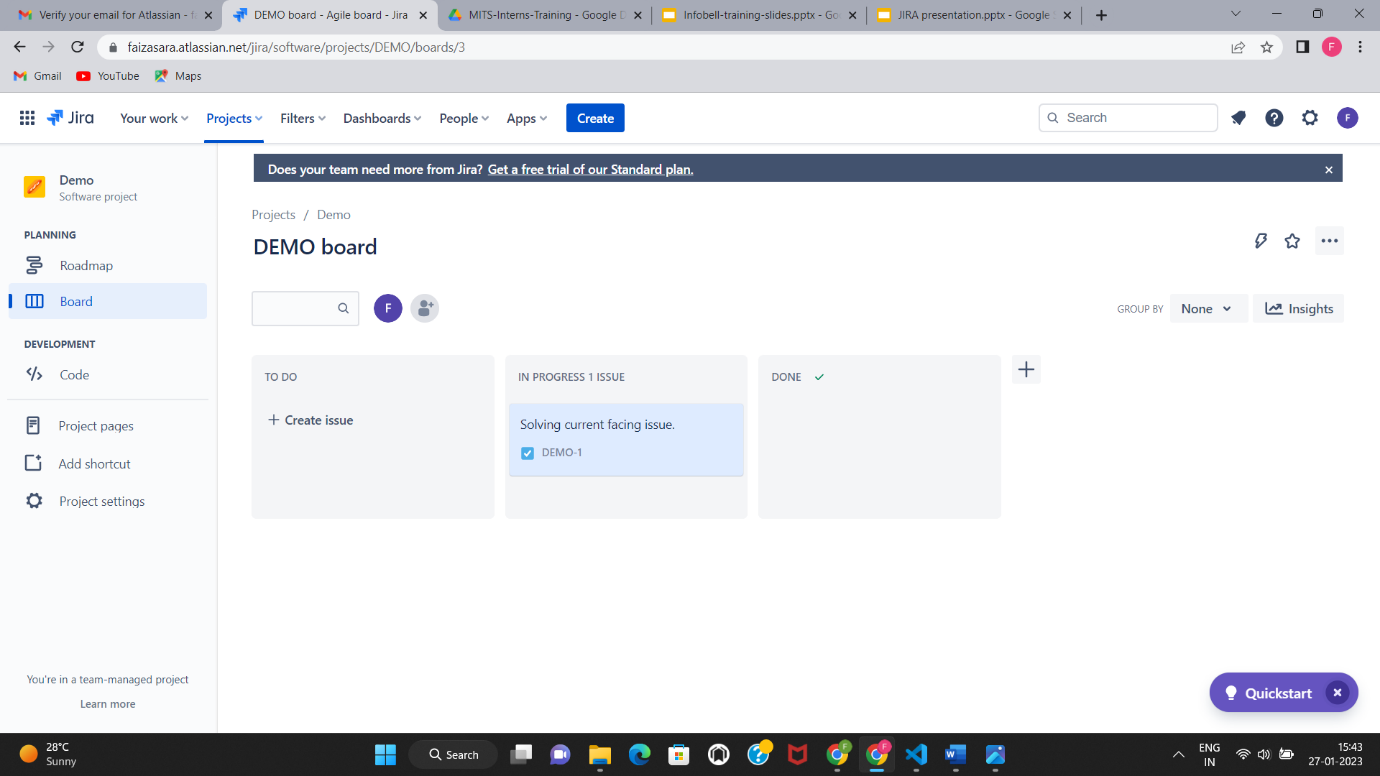 Verify your email for Atlassian - f
DEMO board - Agile board - Jira
MITS-Interns-Training - Google D
Infobell-training-slides.pptx - Go
JIRA presentation.pptx - Google S
faizasara.atlassian.net/jira/software/projects/DEMO/boards/3
F
Gmail
YouTube
Maps
Jira
Your work
Projects
Filters
Dashboards
People
Apps
Create
Search
F
Demo
Software project
PLANNING
Roadmap
Board
DEVELOPMENT
Code
Project pages
Add shortcut
Project settings
You're in a team-managed project
Learn more
Does your team need more from Jira? Get a free trial of our Standard plan.
Projects / Demo
DEMO board
F
GROUP BY
None
Insights
TO DO
+ Create issue
IN PROGRESS 1 ISSUE
Solving current facing issue.
DEMO-1
DONE
Quickstart
28°C
Sunny
Search
F
F
ENG
IN
15:43
27-01-2023